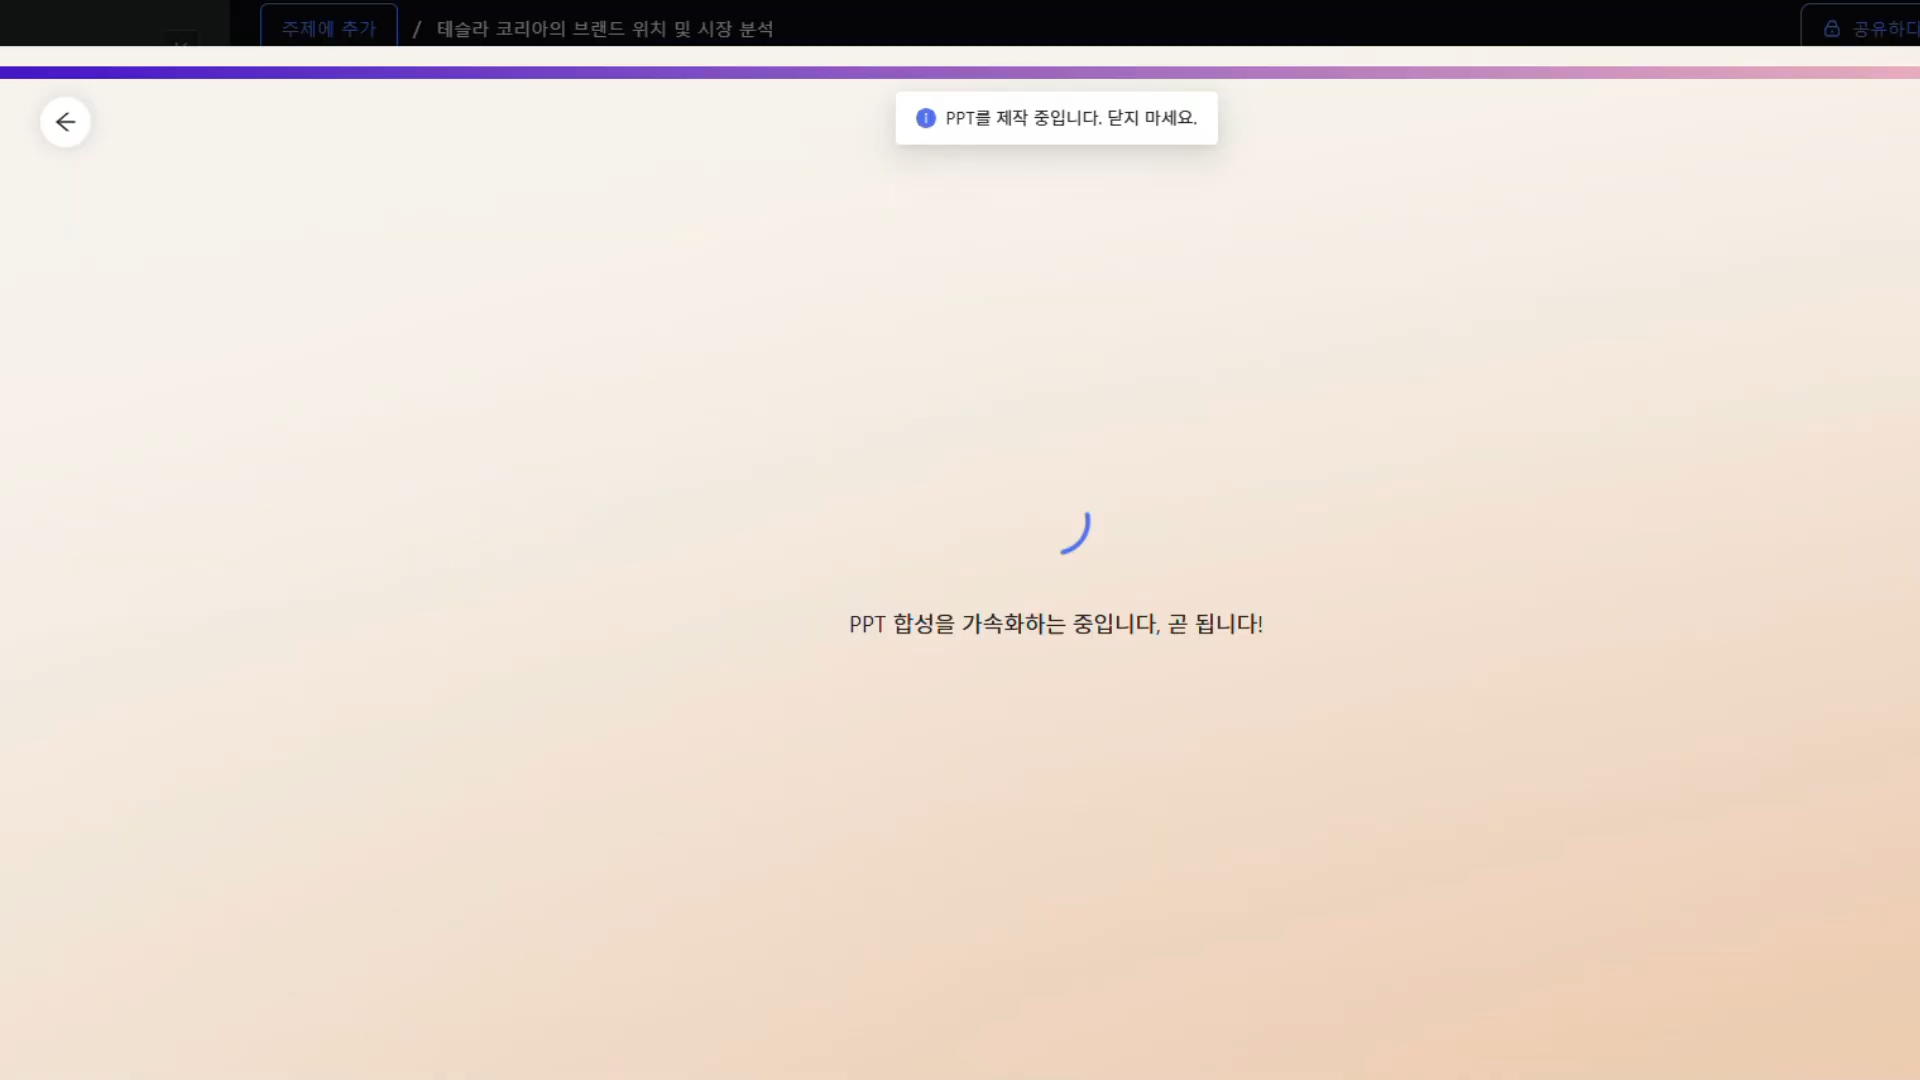 주제에 추가 / 테슬라 코리아의 브랜드 위치 및 시장 분석 공유하다
PPT를 제작 중입니다. 닫지 마세요.
PPT 합성을 가속화하는 중입니다, 곧 됩니다!